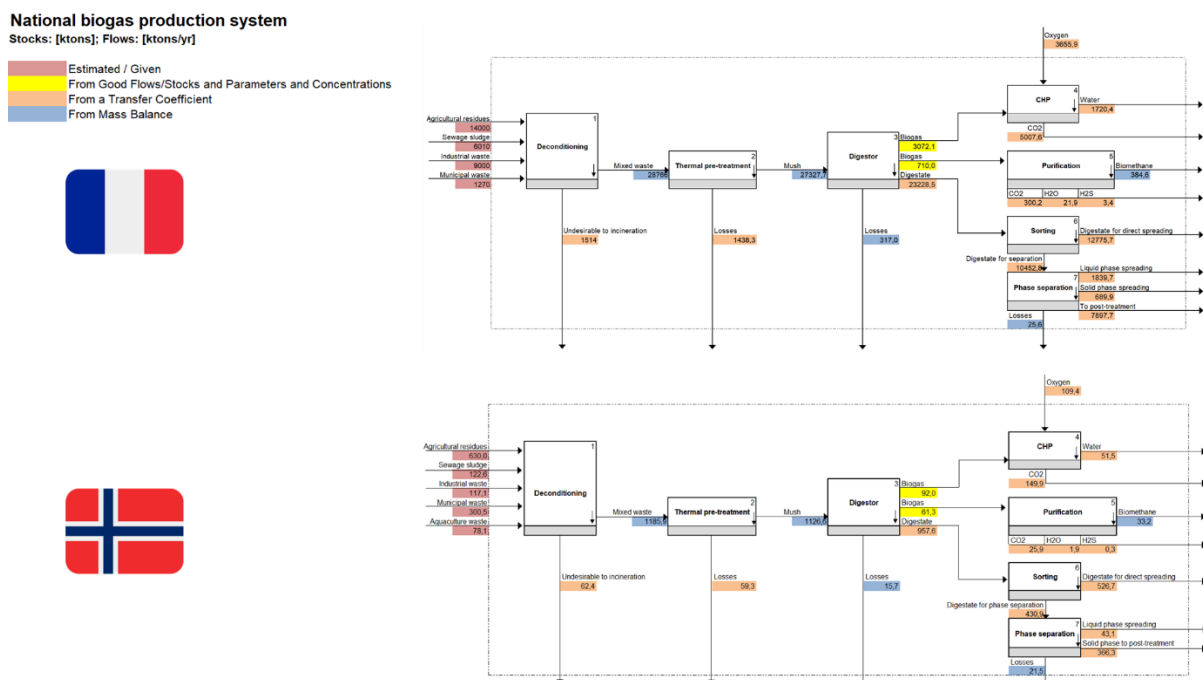 National biogas production system
Stocks: [ktons]; Flows: [ktons/yr]
Estimated / Given
From Good Flows/Stocks and Parameters and Concentrations
From a Transfer Coefficient
From Mass Balance
Oxygen
3655,9
Agricultural residues
14000
Sewage sludge
6010
Industrial waste
9000
Municipal waste
1270
1
Deconditioning
Mixed waste
28766
2
Thermal pre-treatment
Mush
27327,7
3
Digestor
Biogas
3072,1
Biogas
710,0
Digestate
23228,5
4
CHP
Water
1720,4
CO2
5007,6
5
Purification
Biomethane
384,6
CO2 H2O H2S
300,2 21,9 3,4
6
Sorting
Digestate for direct spreading
12775,7
Digestate for separation
10452,8
7
Phase separation
Liquid phase spreading
1839,7
Solid phase spreading
689,9
To post-treatment
7897,7
Losses
25,6
Undesirable to incineration
1514
Losses
1438,3
Losses
317,0
Oxygen
109,4
Agricultural residues
630,0
Sewage sludge
122,6
Industrial waste
117,1
Municipal waste
300,5
Aquaculture waste
78,1
1
Deconditioning
Mixed waste
1185,9
2
Thermal pre-treatment
Mush
1126,6
3
Digestor
Biogas
92,0
Biogas
61,3
Digestate
957,6
4
CHP
Water
51,5
CO2
149,9
5
Purification
Biomethane
33,2
CO2 H2O H2S
25,9 1,9 0,3
6
Sorting
Digestate for direct spreading
526,7
Digestate for phase separation
430,9
7
Phase separation
Liquid phase spreading
43,1
Solid phase to post-treatment
366,3
Losses
21,5
Undesirable to incineration
62,4
Losses
59,3
Losses
15,7